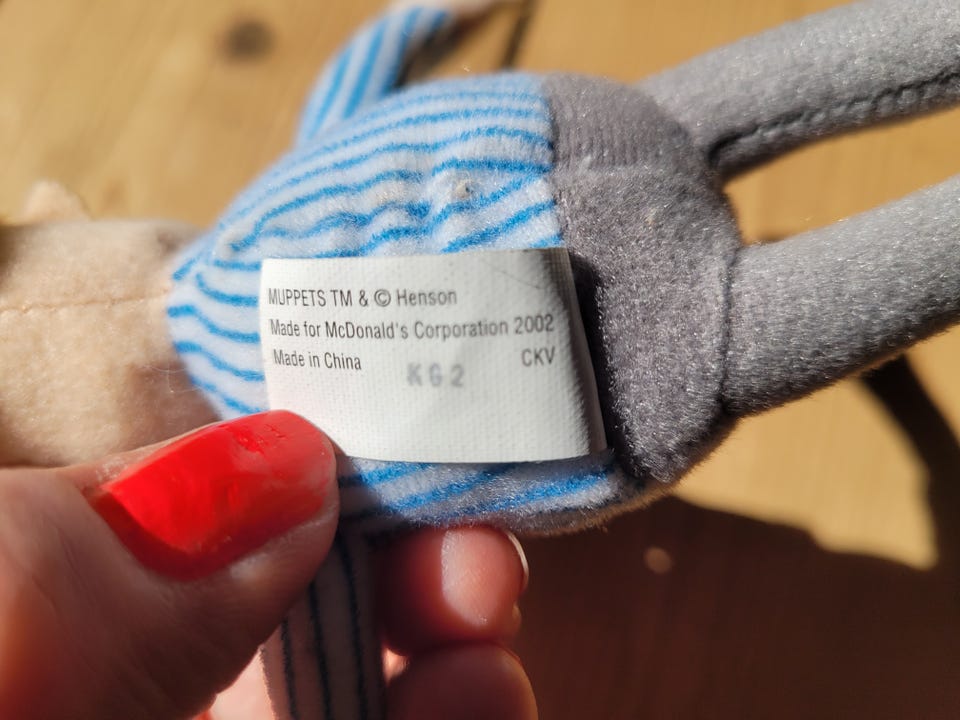 MUPPETS TM & © Henson
Made for McDonald's Corporation 2002
Made in China CKV
KG2